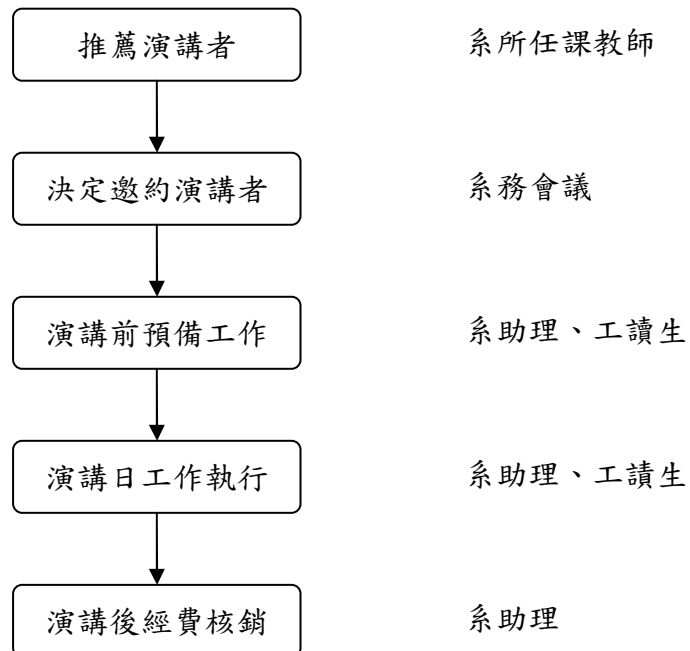 推薦演講者 系所任課教師
決定邀約演講者 系務會議
演講前預備工作 系助理、工讀生
演講日工作執行 系助理、工讀生
演講後經費核銷 系助理